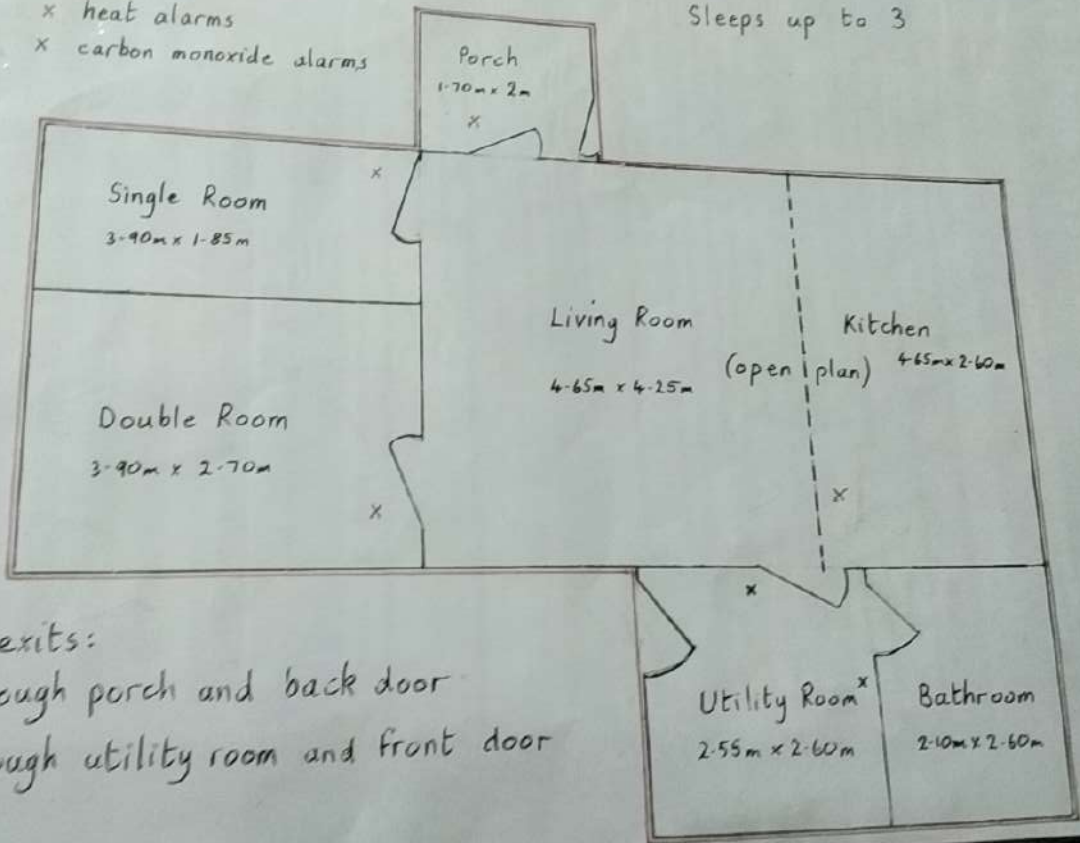 x heat alarms
x carbon monoxide alarms
Sleeps up to 3
Porch
1.70m x 2m
x
Single Room
3.90m x 1.85m
x
Living Room
4.65m x 4.25m
(open plan)
Kitchen
4.65m x 2.60m
Double Room
3.90m x 2.70m
x
x
x
exits:
ough porch and back door
ough utility room and front door
Utility Room x
2.55m x 2.60m
Bathroom
2.10m x 2.60m